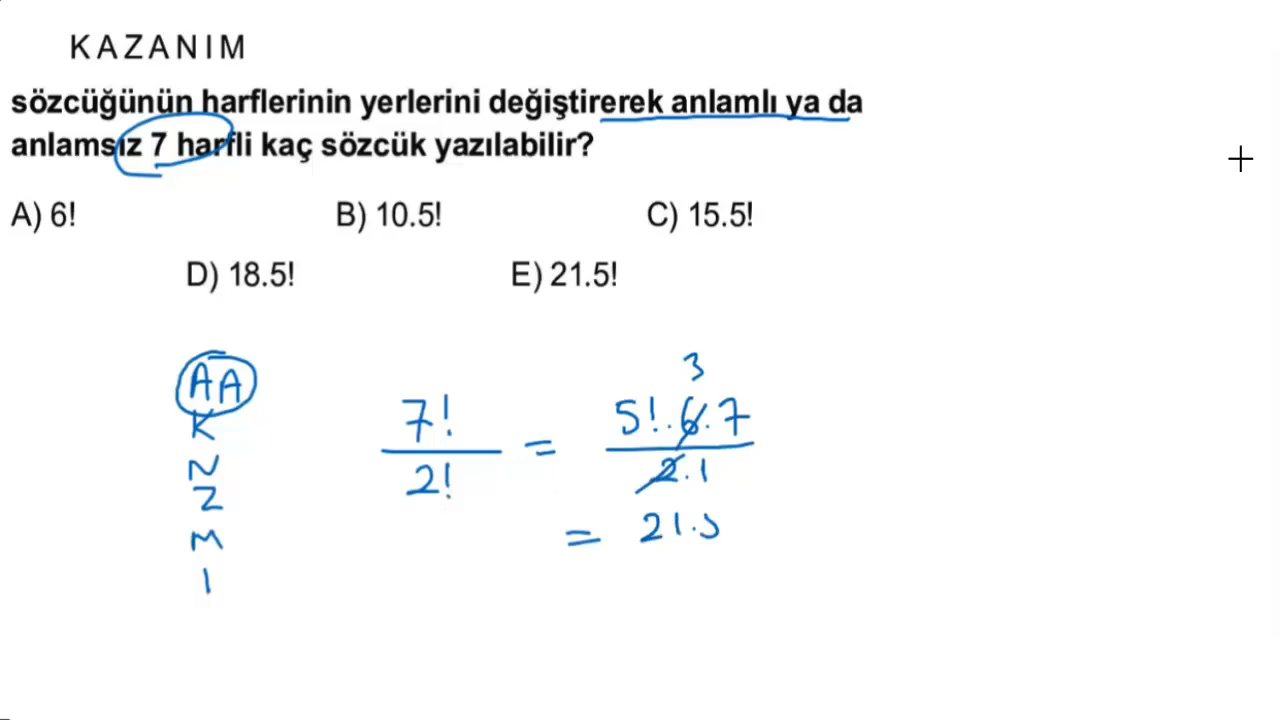 K A Z A N I M
sözcüğünün harflerinin yerlerini değiştirerek anlamlı ya da
anlamsız 7 harfli kaç sözcük yazılabilir?
A) 6! B) 10.5! C) 15.5!
D) 18.5! E) 21.5!
AA
K
N
Z
M
I
7!
2!
=
3
5!.6.7
2.1
= 21.5